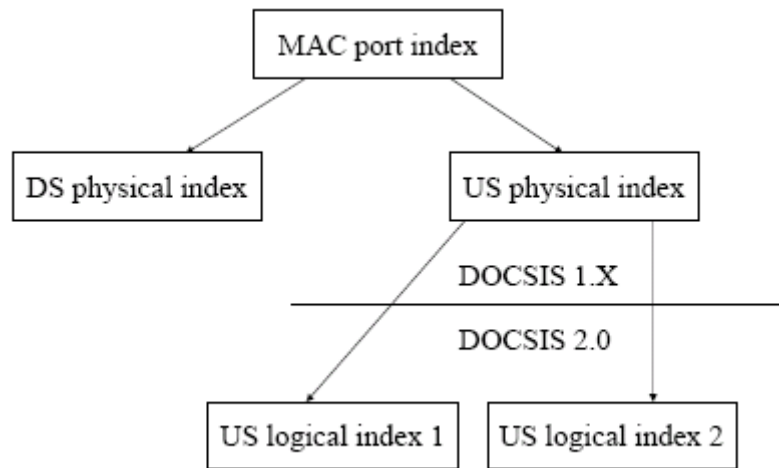 MAC port index
DS physical index
US physical index
DOCSIS 1.X
DOCSIS 2.0
US logical index 1
US logical index 2